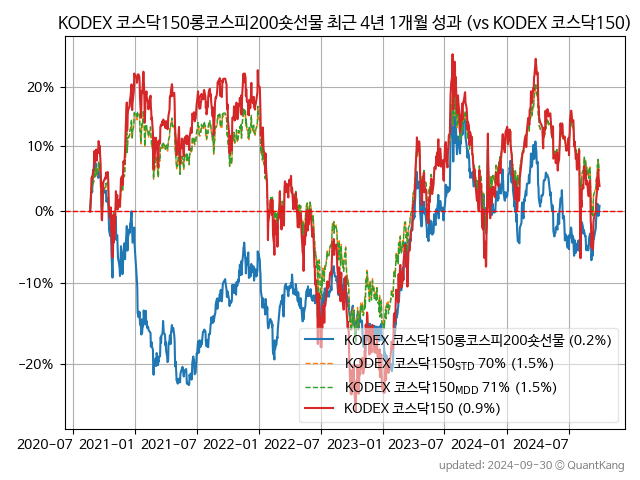 KODEX 코스닥150롱코스피200숏선물 최근 4년 1개월 성과 (vs KODEX 코스닥150)
20%
10%
0%
−10%
−20%
KODEX 코스닥150롱코스피200숏선물 (0.2%)
KODEX 코스닥150STD 70% (1.5%)
KODEX 코스닥150MDD 71% (1.5%)
KODEX 코스닥150 (0.9%)
2020-07 2021-01 2021-07 2022-01 2022-07 2023-01 2023-07 2024-01 2024-07
updated: 2024-09-30 © QuantKang